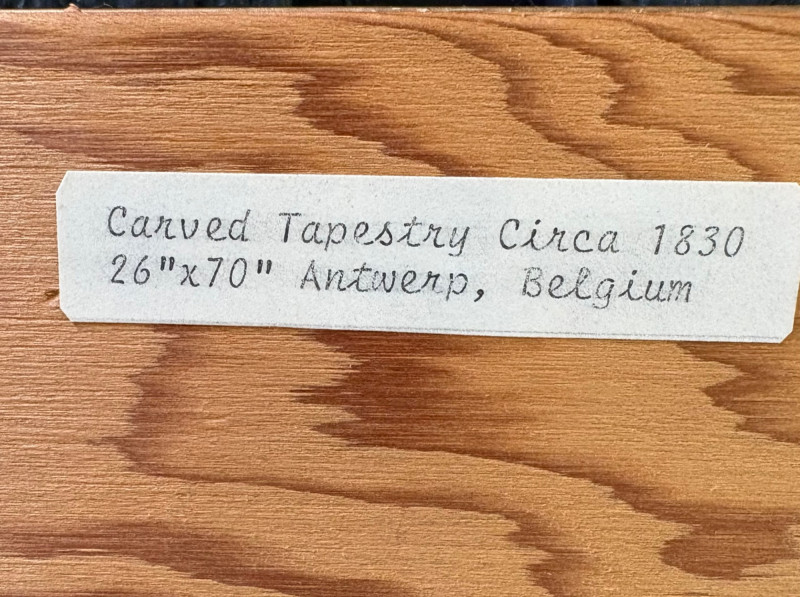 Carved Tapestry Circa 1830
26"x70" Antwerp, Belgium